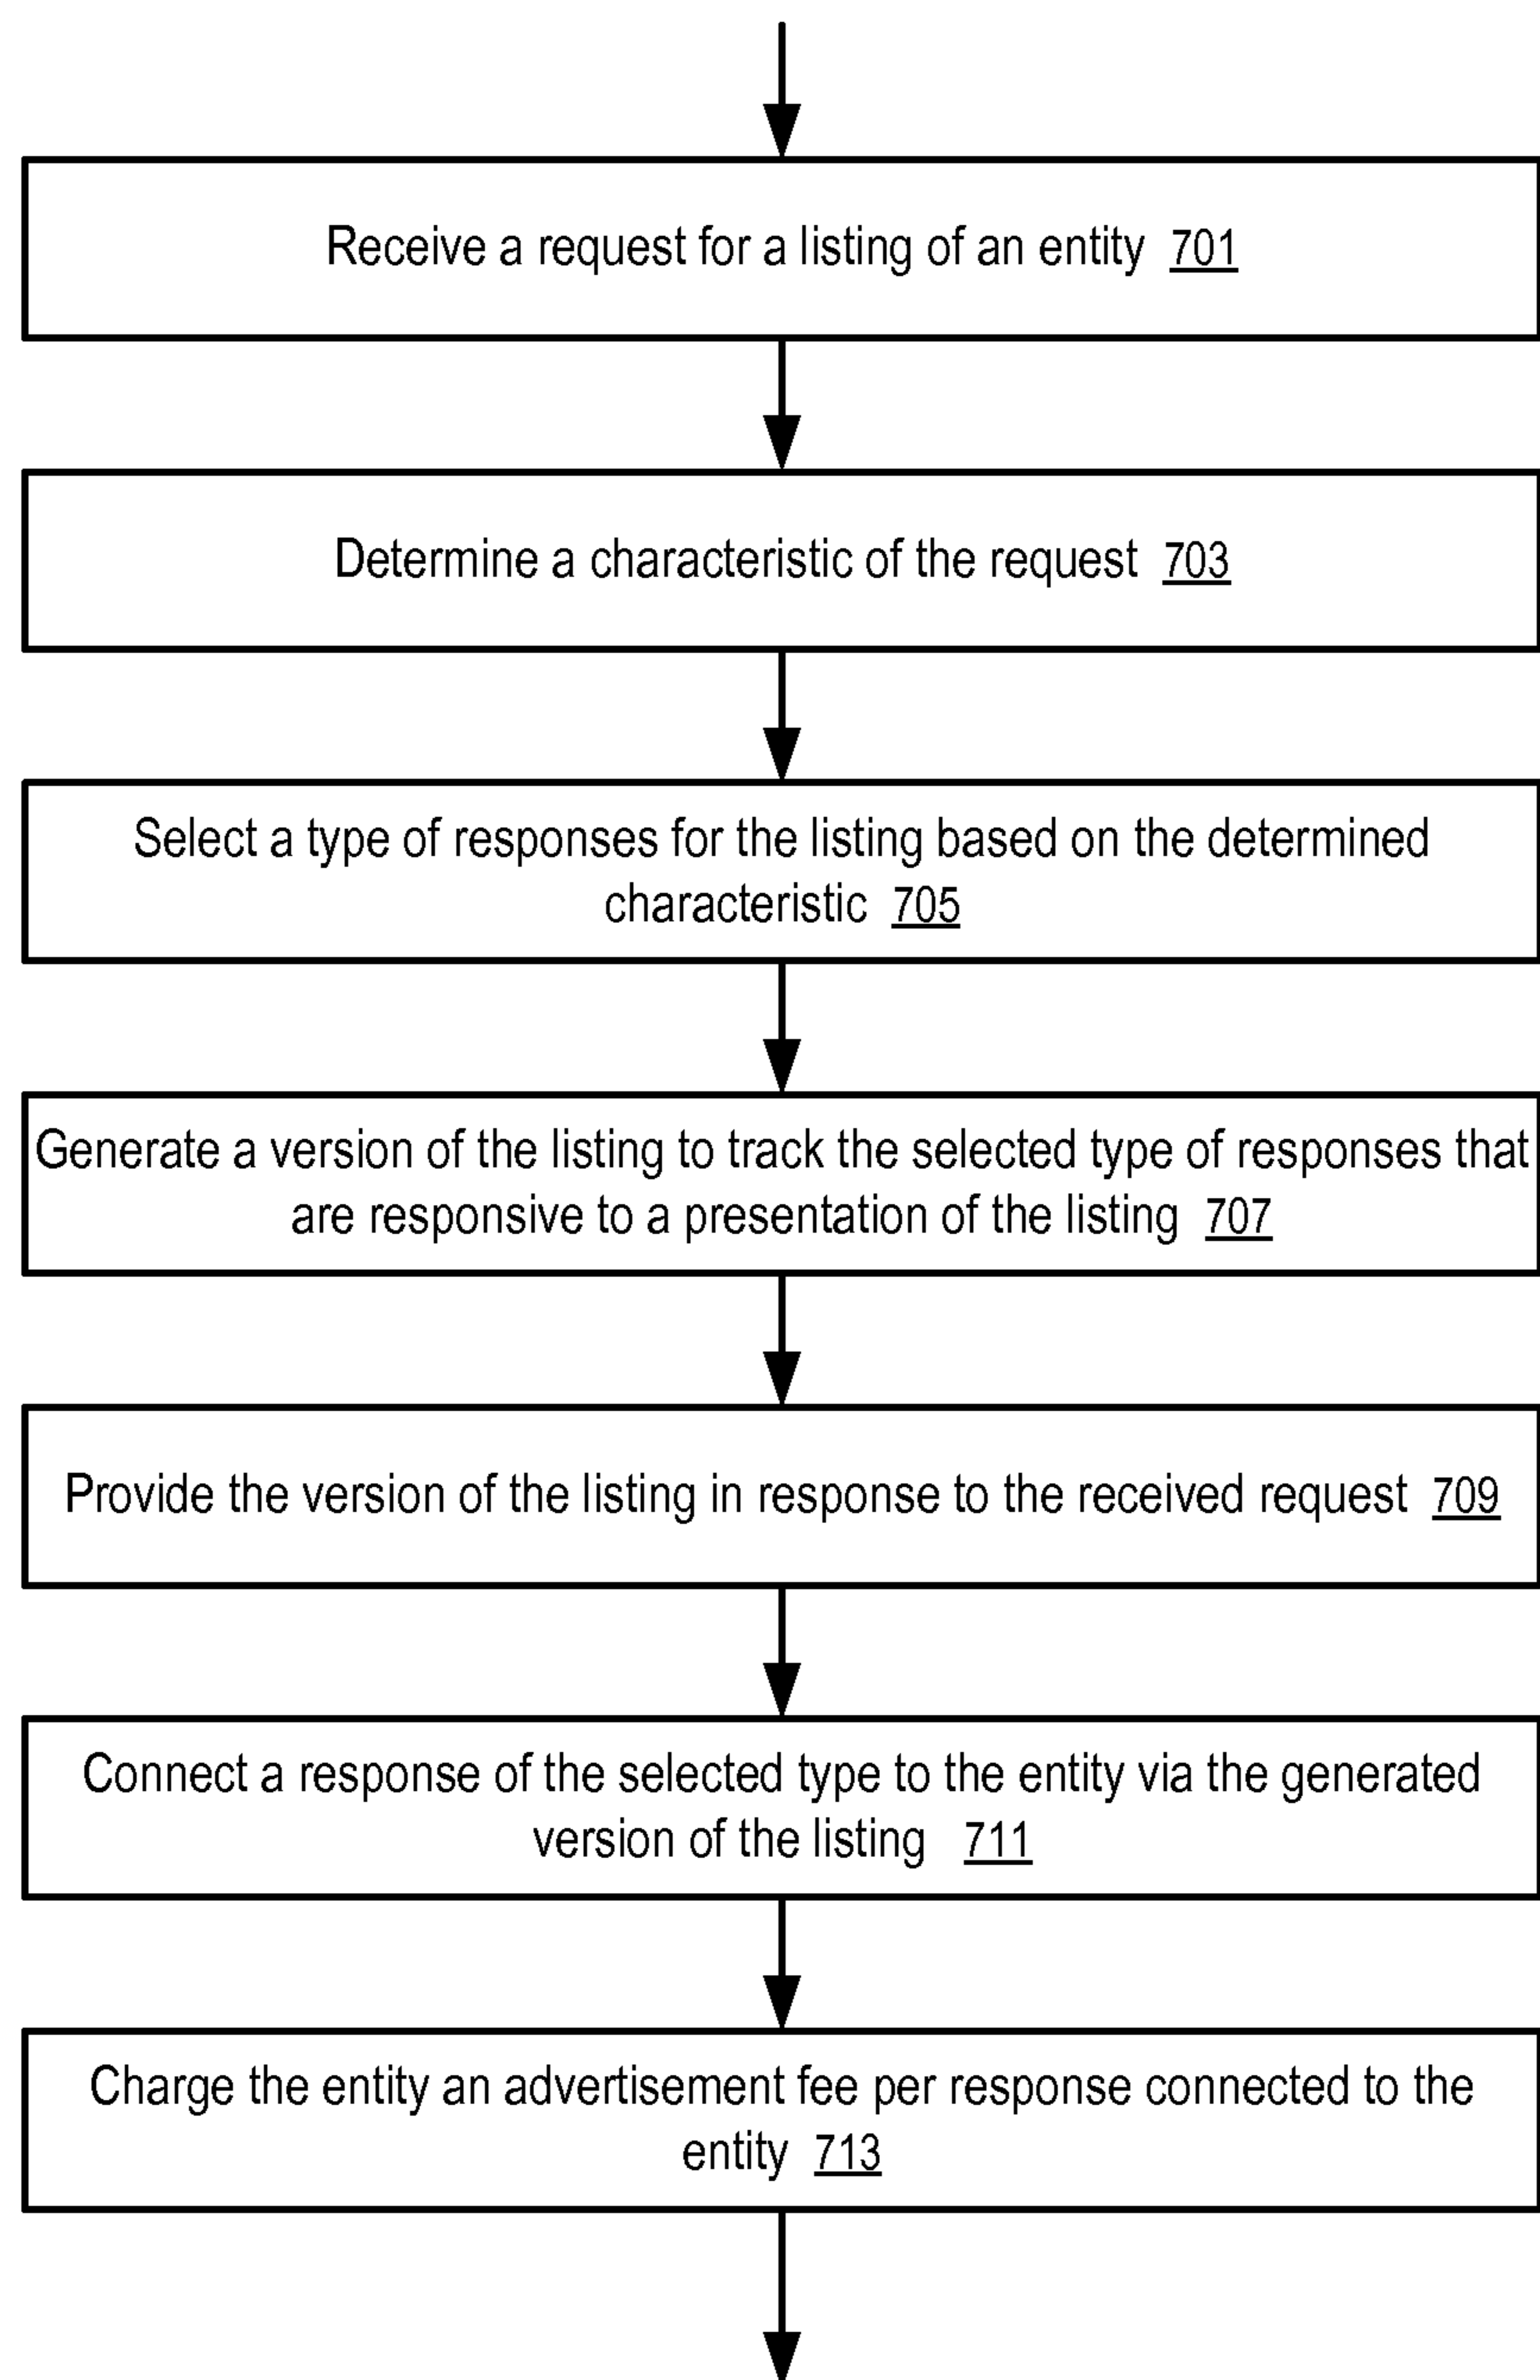 Receive a request for a listing of an entity 701
Determine a characteristic of the request 703
Select a type of responses for the listing based on the determined
characteristic 705
Generate a version of the listing to track the selected type of responses that
are responsive to a presentation of the listing 707
Provide the version of the listing in response to the received request 709
Connect a response of the selected type to the entity via the generated
version of the listing 711
Charge the entity an advertisement fee per response connected to the
entity 713